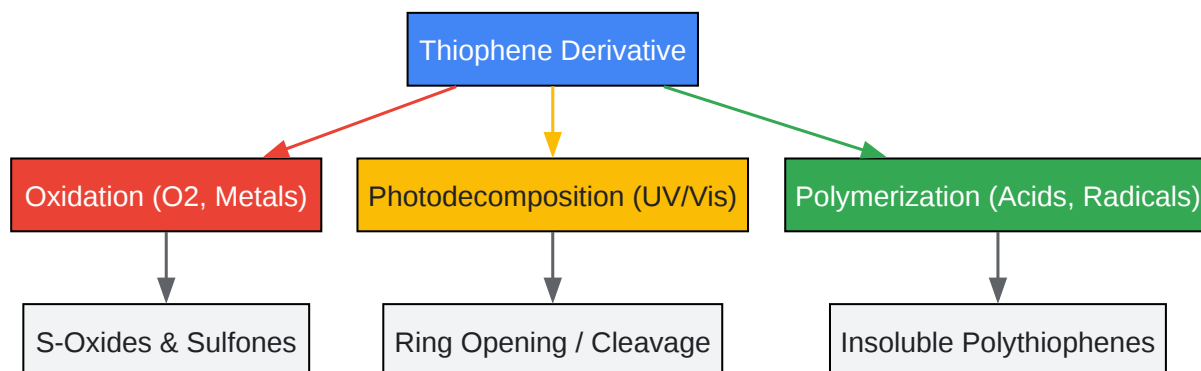 Thiophene Derivative
Oxidation (O2, Metals)
Photodecomposition (UV/Vis)
Polymerization (Acids, Radicals)
S-Oxides & Sulfones
Ring Opening / Cleavage
Insoluble Polythiophenes